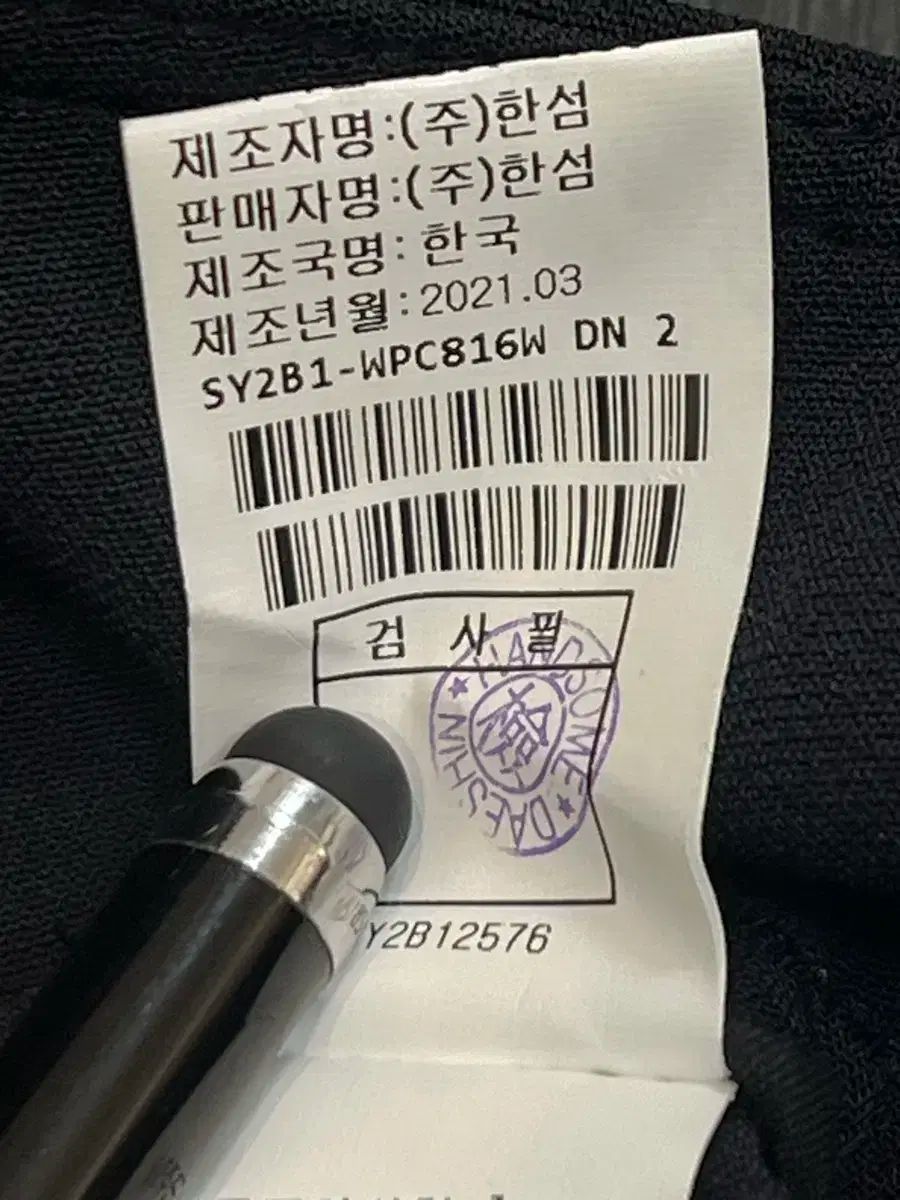 제조자명:(주)한섬
판매자명:(주)한섬
제조국명: 한국
제조년월:2021.03
SY2B1-WPC816W DN 2
검 사 필
HANDSOME ★ DAESHIN ★
檢
Y2B12576